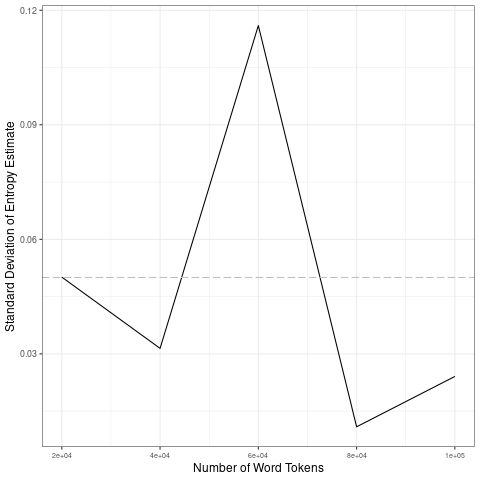 0.12
0.09
0.06
0.03
Standard Deviation of Entropy Estimate
2e+04 4e+04 6e+04 8e+04 1e+05
Number of Word Tokens